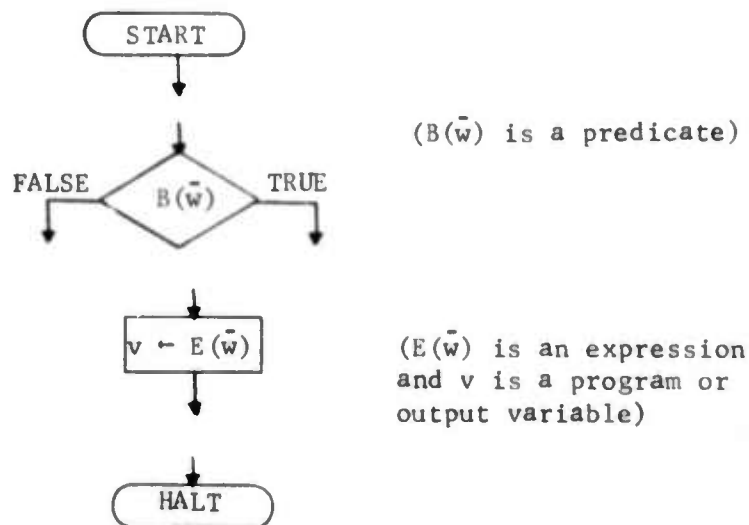 START
(B(w̄) is a predicate)
FALSE
TRUE
B(w̄)
v ← E(w̄)
(E(w̄) is an expression
and v is a program or
output variable)
HALT